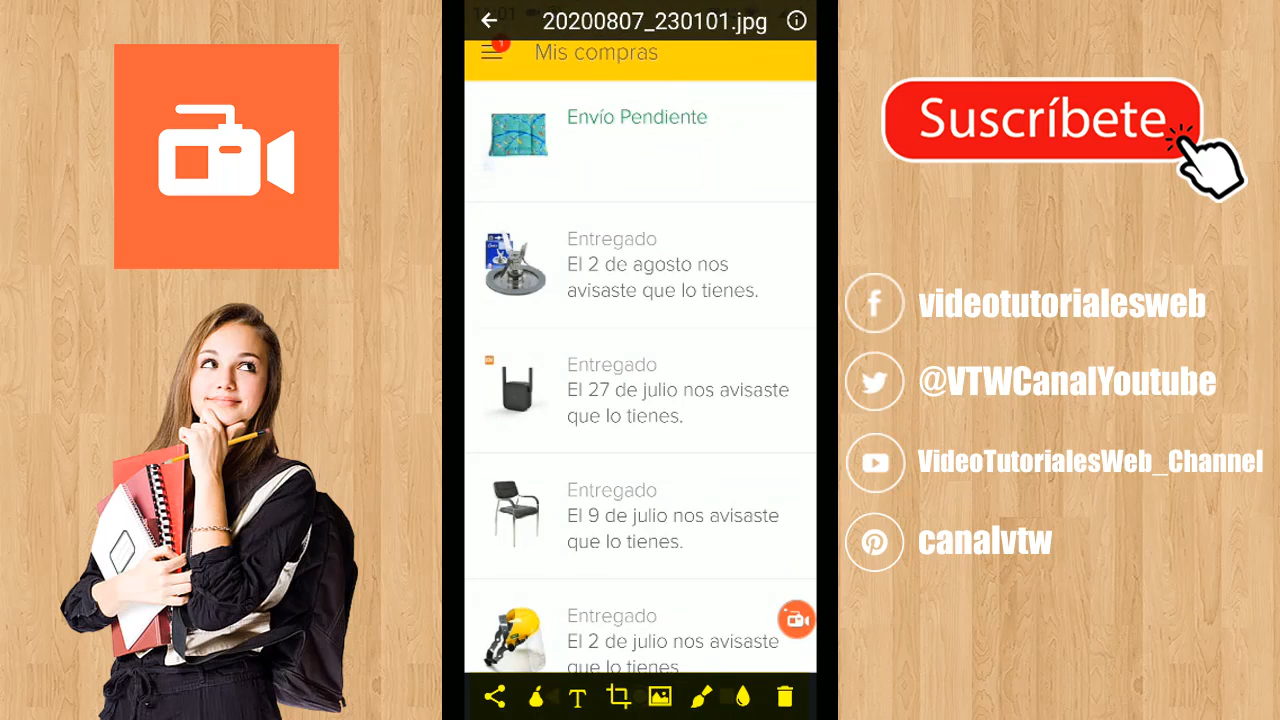 20200807_230101.jpg
Mis compras
Envío Pendiente
Entregado
El 2 de agosto nos
avisaste que lo tienes.
Entregado
El 27 de julio nos avisaste
que lo tienes.
Entregado
El 9 de julio nos avisaste
que lo tienes.
Entregado
El 2 de julio nos avisaste
que lo tienes
Suscríbete
videotutorialesweb
@VTWCanalYoutube
VideoTutorialesWeb_Channel
canalvtw